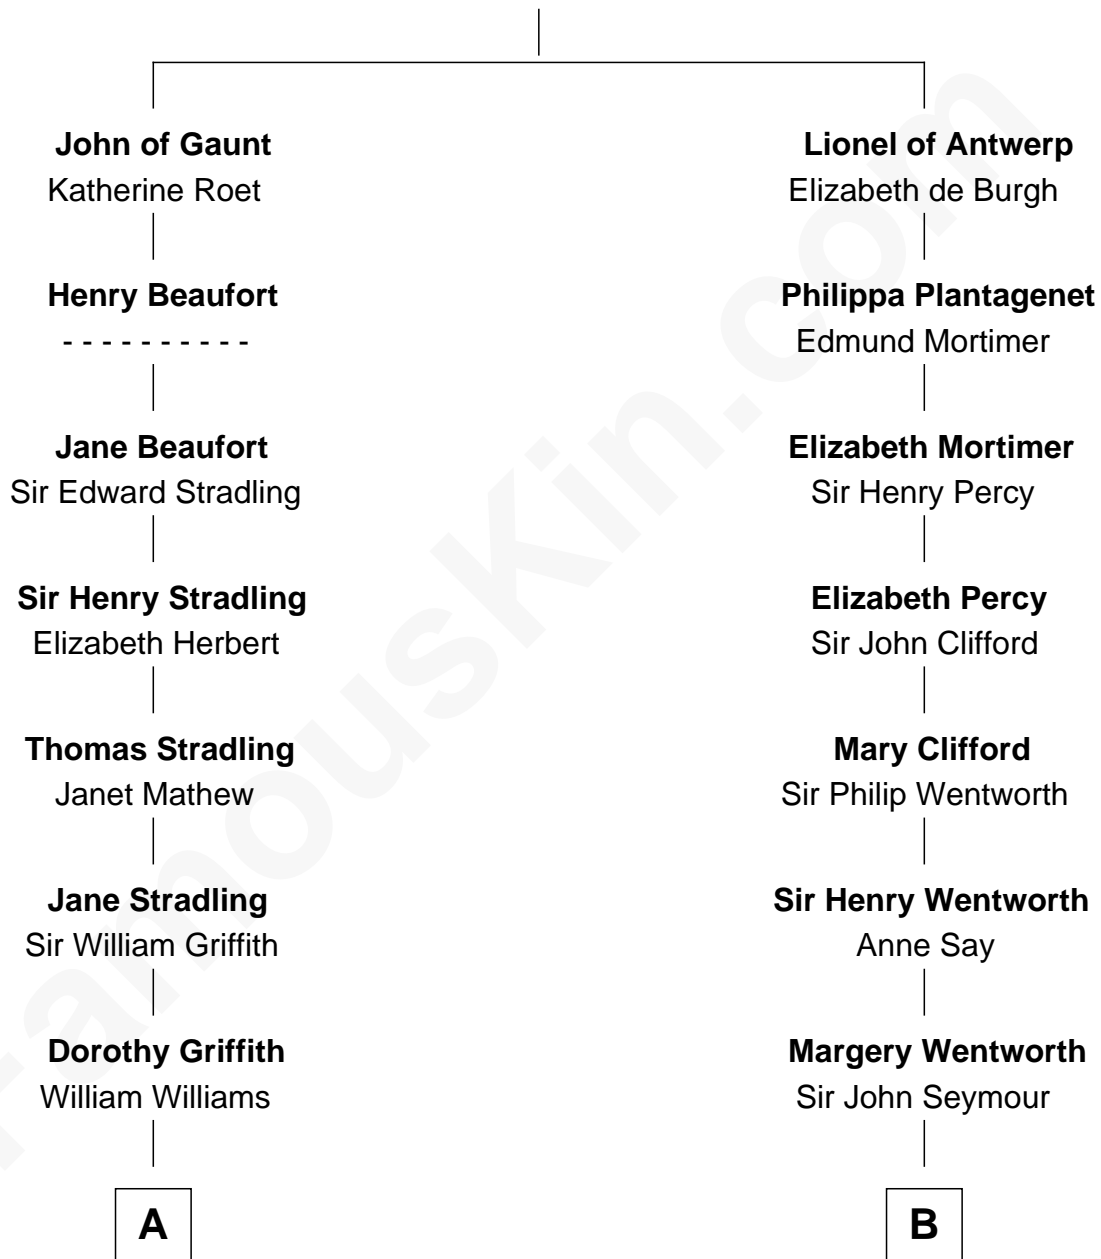 John of Gaunt
Katherine Roet
Lionel of Antwerp
Elizabeth de Burgh
Henry Beaufort
- - - - - - - - - -
Philippa Plantagenet
Edmund Mortimer
Jane Beaufort
Sir Edward Stradling
Elizabeth Mortimer
Sir Henry Percy
Sir Henry Stradling
Elizabeth Herbert
Elizabeth Percy
Sir John Clifford
Thomas Stradling
Janet Mathew
Mary Clifford
Sir Philip Wentworth
Jane Stradling
Sir William Griffith
Sir Henry Wentworth
Anne Say
Dorothy Griffith
William Williams
Margery Wentworth
Sir John Seymour
A
B
FamousKin.com